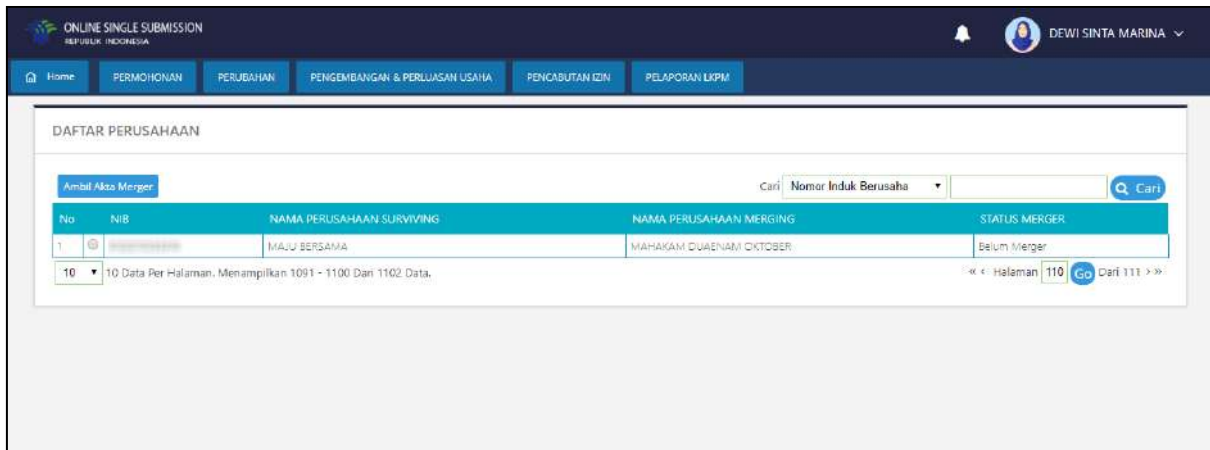 ONLINE SINGLE SUBMISSION
REPUBLIK INDONESIA
DEWI SINTA MARINA
Home PERMOHONAN PERUBAHAN PENGEMBANGAN & PERLUASAN USAHA PENCABUTAN IZIN PELAPORAN LKPM
DAFTAR PERUSAHAAN
Ambil Akta Merger Cari Nomor Induk Berusaha Cari
No NIB NAMA PERUSAHAAN SURVIVING NAMA PERUSAHAAN MERGING STATUS MERGER
1. MAJU BERSAMA MAHAKAM DUAENAM OKTOBER Belum Merger
10 10 Data Per Halaman. Menampilkan 1091 - 1100 Dari 1102 Data. « ‹ Halaman 110 Go Dari 111 › »